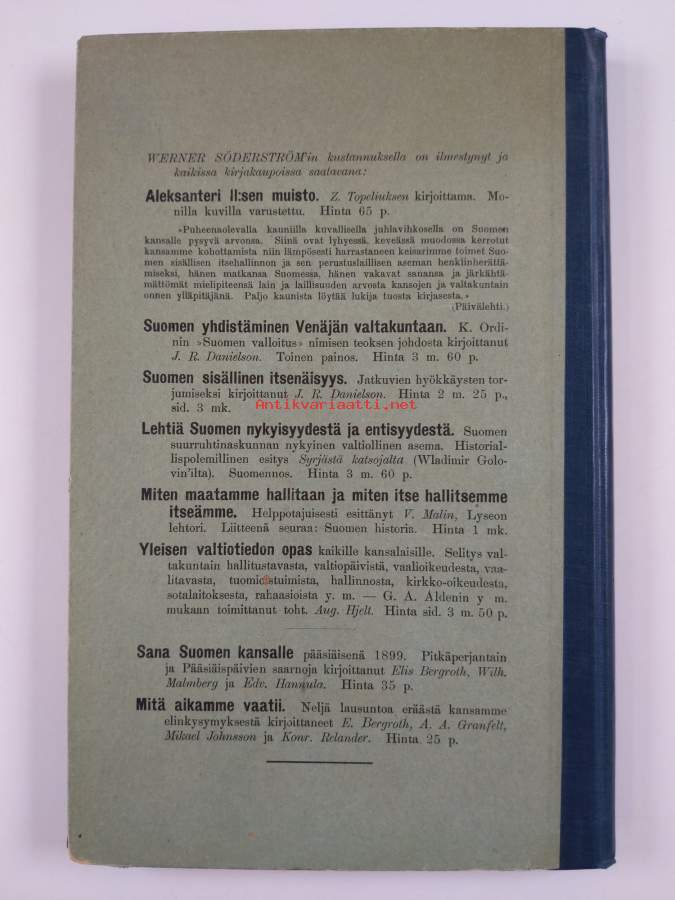 WERNER SÖDERSTRÖM'in kustannuksella on ilmestynyt ja
kaikissa kirjakaupoissa saatavana:
Aleksanteri II:sen muisto. Z. Topeliuksen kirjoittama. Mo-
nilla kuvilla varustettu. Hinta 65 p.
»Puheenaolevalla kauniilla kuvallisella juhlavihkosella on Suomen
kansalle pysyvä arvonsa. Siinä ovat lyhyessä, keveässä muodossa kerrotut
kansamme kohottamista niin lämpösesti harrastaneen keisarimme toimet Suo-
men sisällisen itsehallinnon ja sen perustuslaillisen aseman henkiinherättä-
miseksi, hänen matkansa Suomessa, hänen vakavat sanansa ja järkähtä-
mättömät mielipiteensä lain ja laillisuuden arvosta kansojen ja valtakuntain
onnen ylläpitäjänä. Paljo kaunista löytää lukija tuosta kirjasesta.»
(Päivälehti.)
Suomen yhdistäminen Venäjän valtakuntaan. K. Ordi-
nin »Suomen valloitus» nimisen teoksen johdosta kirjoittanut
J. R. Danielson. Toinen painos. Hinta 3 m. 60 p.
Suomen sisällinen itsenäisyys. Jatkuvien hyökkäysten tor-
jumiseksi kirjoittanut J. R. Danielson. Hinta 2 m. 25 p.,
sid. 3 mk.
Antikvariaatti.net
Lehtiä Suomen nykyisyydestä ja entisyydestä. Suomen
suurruhtinaskunnan nykyinen valtiollinen asema. Historial-
lispolemillinen esitys Syrjästä katsojalta (Wladimir Golo-
vin'ilta). Suomennos. Hinta 3 m. 60 p.
Miten maatamme hallitaan ja miten itse hallitsemme
itseämme. Helppotajuisesti esittänyt V. Malin, Lyseon
lehtori. Liitteenä seuraa: Suomen historia. Hinta 1 mk.
Yleisen valtiotiedon opas kaikille kansalaisille. Selitys val-
takuntain hallitustavasta, valtiopäivistä, vaalioikeudesta, vaa-
litavasta, tuomioistuimista, hallinnosta, kirkko-oikeudesta,
sotalaitoksesta, rahaasioista y. m. — G. A. Aldenin y m.
mukaan toimittanut toht. Aug. Hjelt. Hinta sid. 3 m. 50 p.
Sana Suomen kansalle pääsiäisenä 1899. Pitkäperjantain
ja Pääsiäispäivien saarnoja kirjoittanut Elis Bergroth, Wilh.
Malmberg ja Edv. Hannula. Hinta 35 p.
Mitä aikamme vaatii. Neljä lausuntoa eräästä kansamme
elinkysymyksestä kirjoittaneet E. Bergroth, A. A. Granfelt,
Mikael Johnsson ja Konr. Relander. Hinta 25 p.